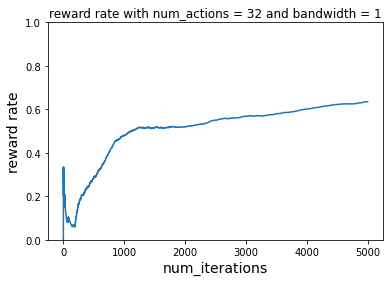 reward rate with num_actions = 32 and bandwidth = 1
1.0
0.8
0.6
0.4
0.2
0.0
reward rate
0 1000 2000 3000 4000 5000
num_iterations